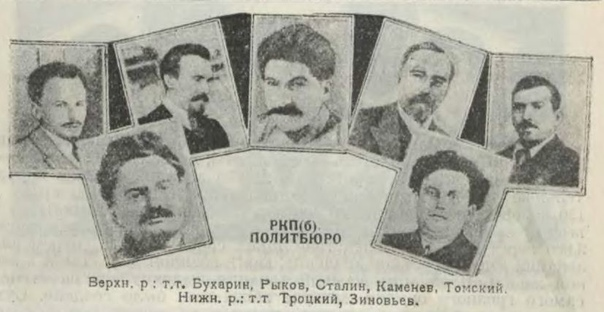 РКП(б).
ПОЛИТБЮРО
Верхн. р : т.т. Бухарин, Рыков, Сталин, Каменев, Томский.
Нижн. р.: т.т Троцкий, Зиновьев.